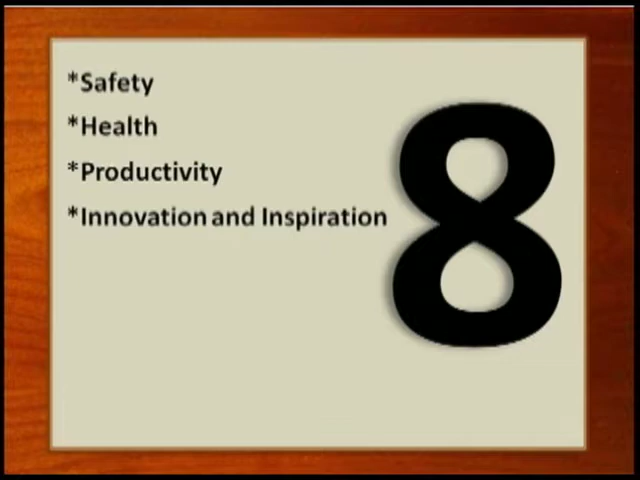 *Safety
*Health
*Productivity
*Innovation and Inspiration
8